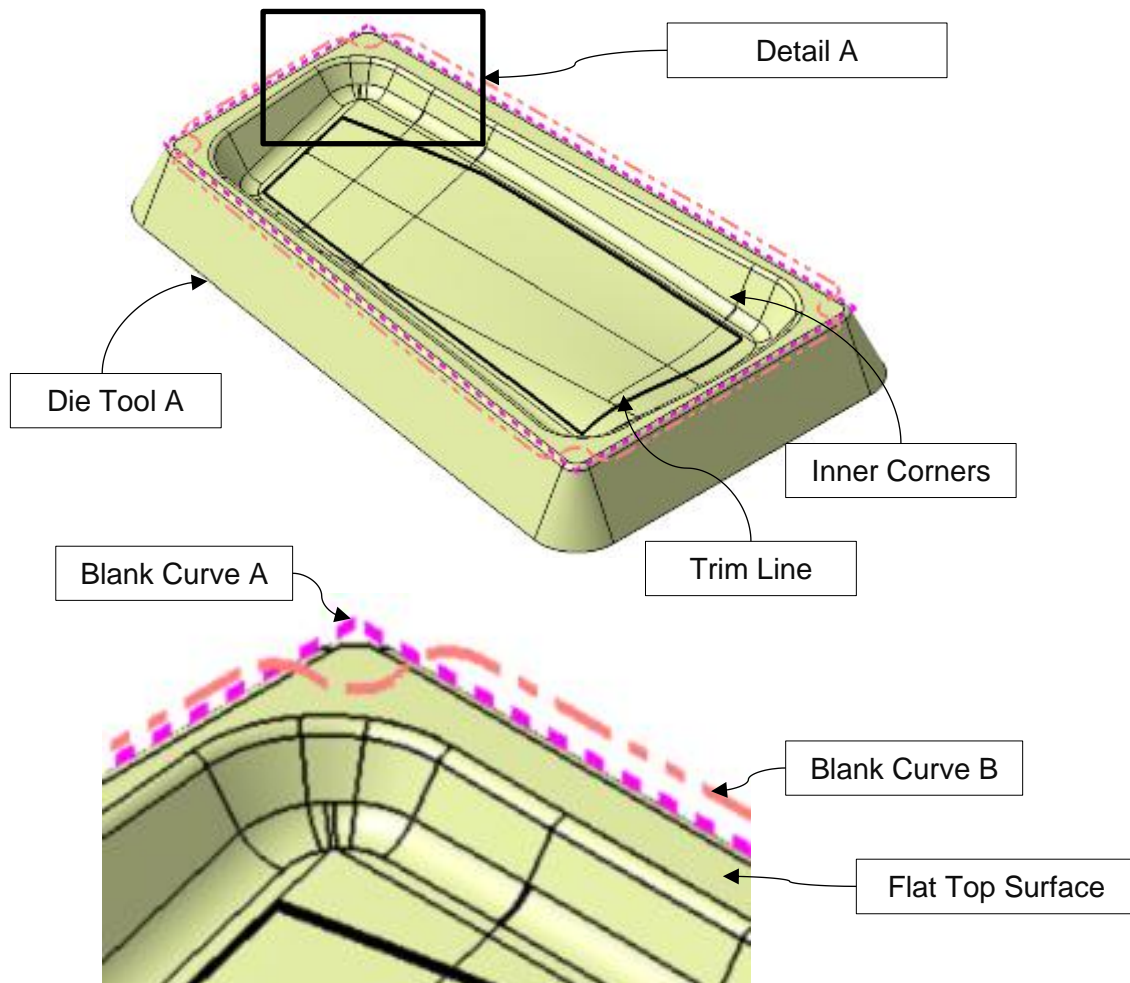 Detail A
Die Tool A
Inner Corners
Trim Line
Blank Curve A
Blank Curve B
Flat Top Surface